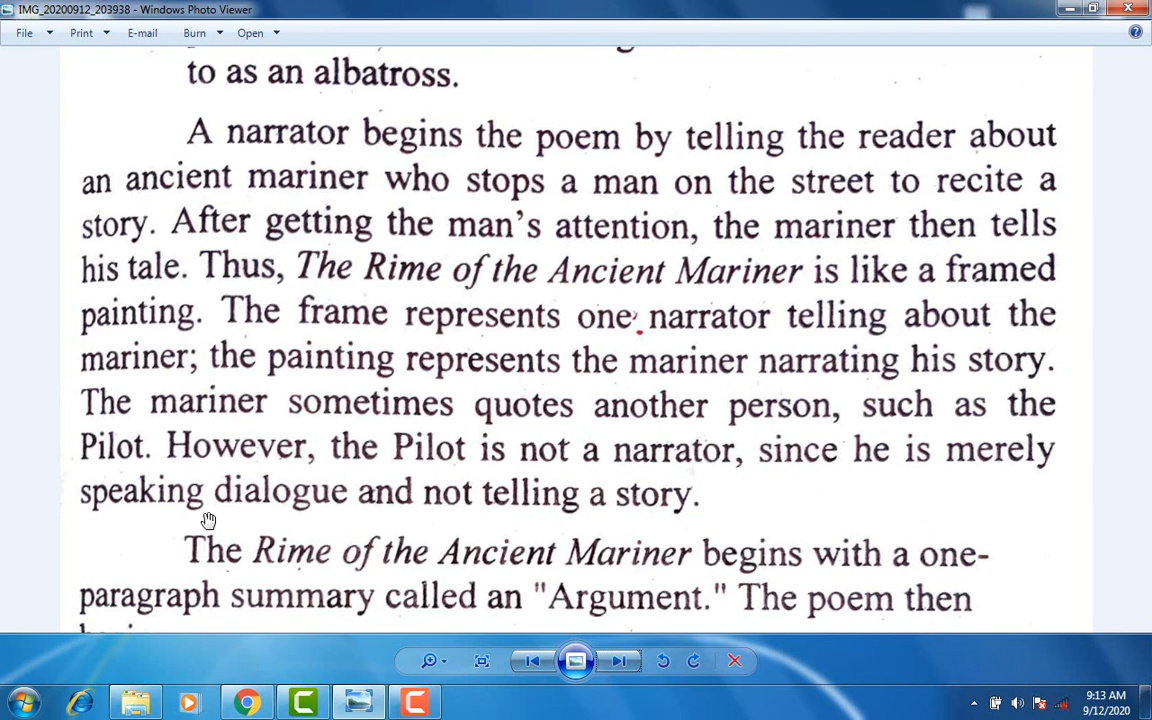 IMG_20200912_203938 - Windows Photo Viewer
File Print E-mail Burn Open
to as an albatross.
A narrator begins the poem by telling the reader about
an ancient mariner who stops a man on the street to recite a
story. After getting the man's attention, the mariner then tells
his tale. Thus, The Rime of the Ancient Mariner is like a framed
painting. The frame represents one narrator telling about the
mariner; the painting represents the mariner narrating his story.
The mariner sometimes quotes another person, such as the
Pilot. However, the Pilot is not a narrator, since he is merely
speaking dialogue and not telling a story.
The Rime of the Ancient Mariner begins with a one-
paragraph summary called an "Argument." The poem then
9:13 AM
9/12/2020